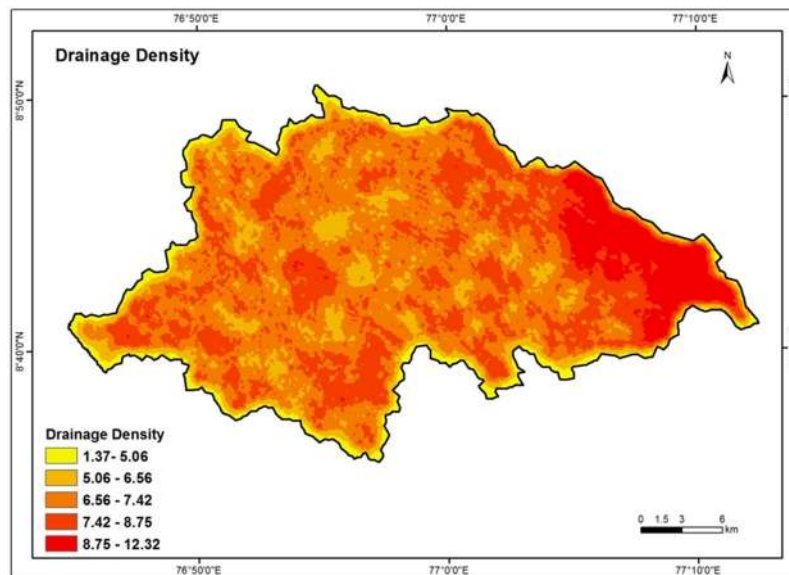 76°50'0"E 77°0'0"E 77°10'0"E
Drainage Density
N
8°50'0"N
8°40'0"N
Drainage Density
1.37- 5.06
5.06 - 6.56
6.56 - 7.42
7.42 - 8.75
8.75 - 12.32
0 1.5 3 6
km
76°50'0"E 77°0'0"E 77°10'0"E